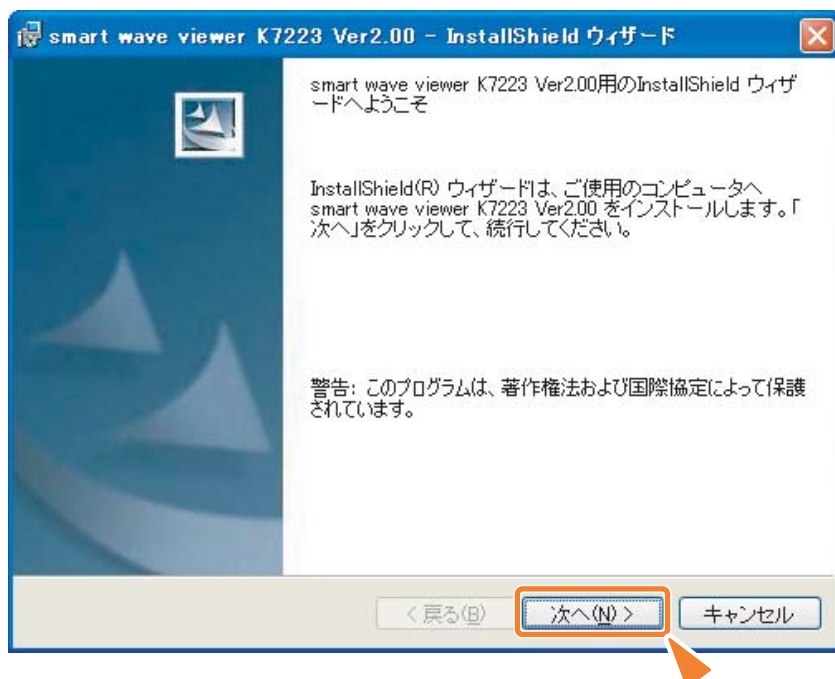 smart wave viewer K7223 Ver2.00 - InstallShield ウィザード
smart wave viewer K7223 Ver2.00用のInstallShield ウィザ
ードへようこそ
InstallShield(R) ウィザードは、ご使用のコンピュータへ
smart wave viewer K7223 Ver2.00 をインストールします。「
次へ」をクリックして、続行してください。
警告: このプログラムは、著作権法および国際協定によって保護
されています。
< 戻る(B) 次へ(N) > キャンセル